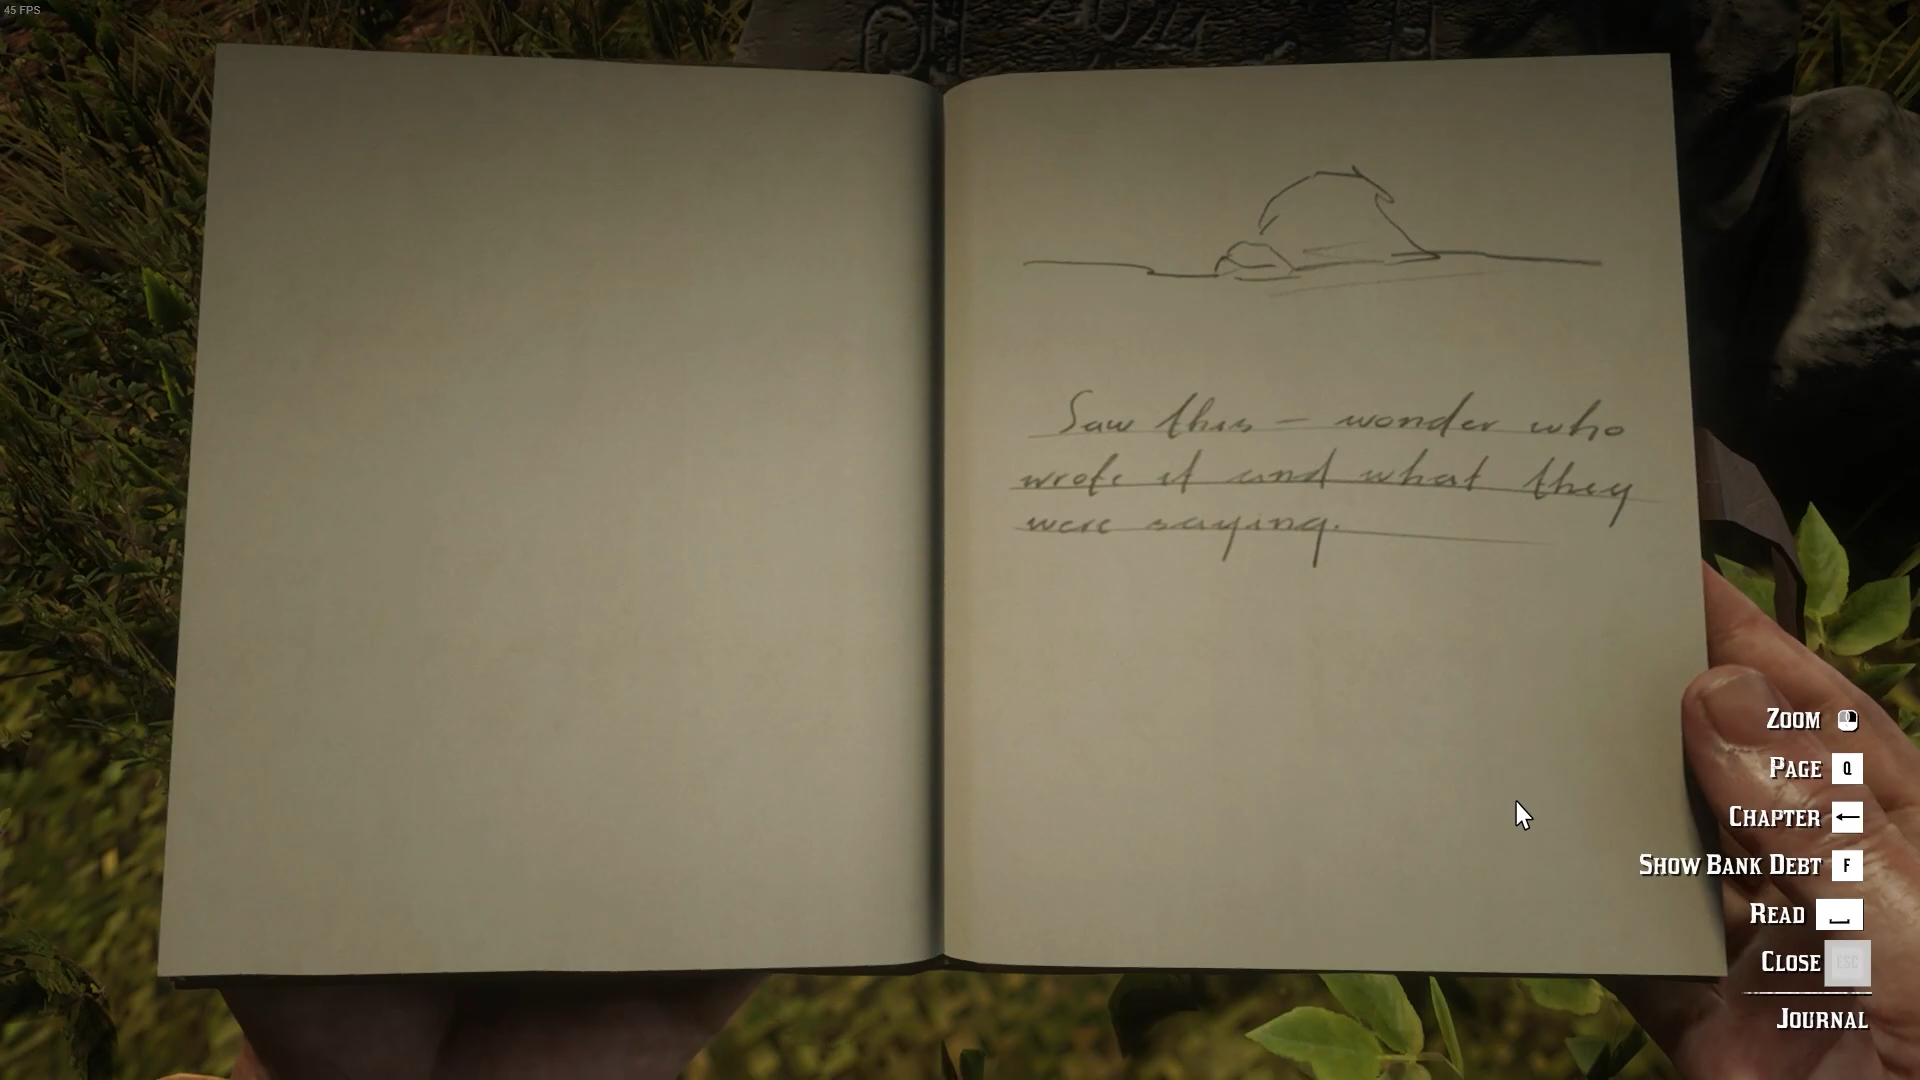 45 FPS
Saw this – wonder who
wrote it and what they
were saying.
ZOOM
PAGE Q
CHAPTER ←
SHOW BANK DEBT F
READ
CLOSE ESC
JOURNAL